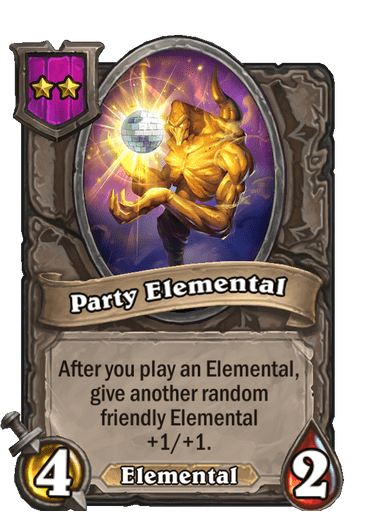 Party Elemental
After you play an Elemental,
give another random
friendly Elemental
+1/+1.
4
Elemental
2